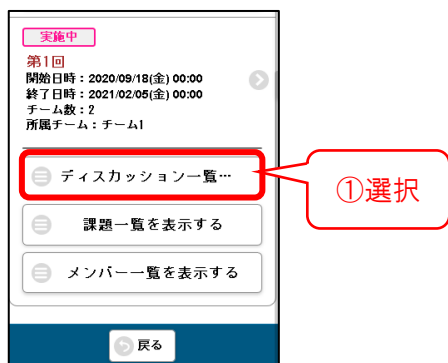 実施中
第1回
開始日時：2020/09/18(金) 00:00
終了日時：2021/02/05(金) 00:00
チーム数：2
所属チーム：チーム1
ディスカッション一覧…
①選択
課題一覧を表示する
メンバー一覧を表示する
戻る